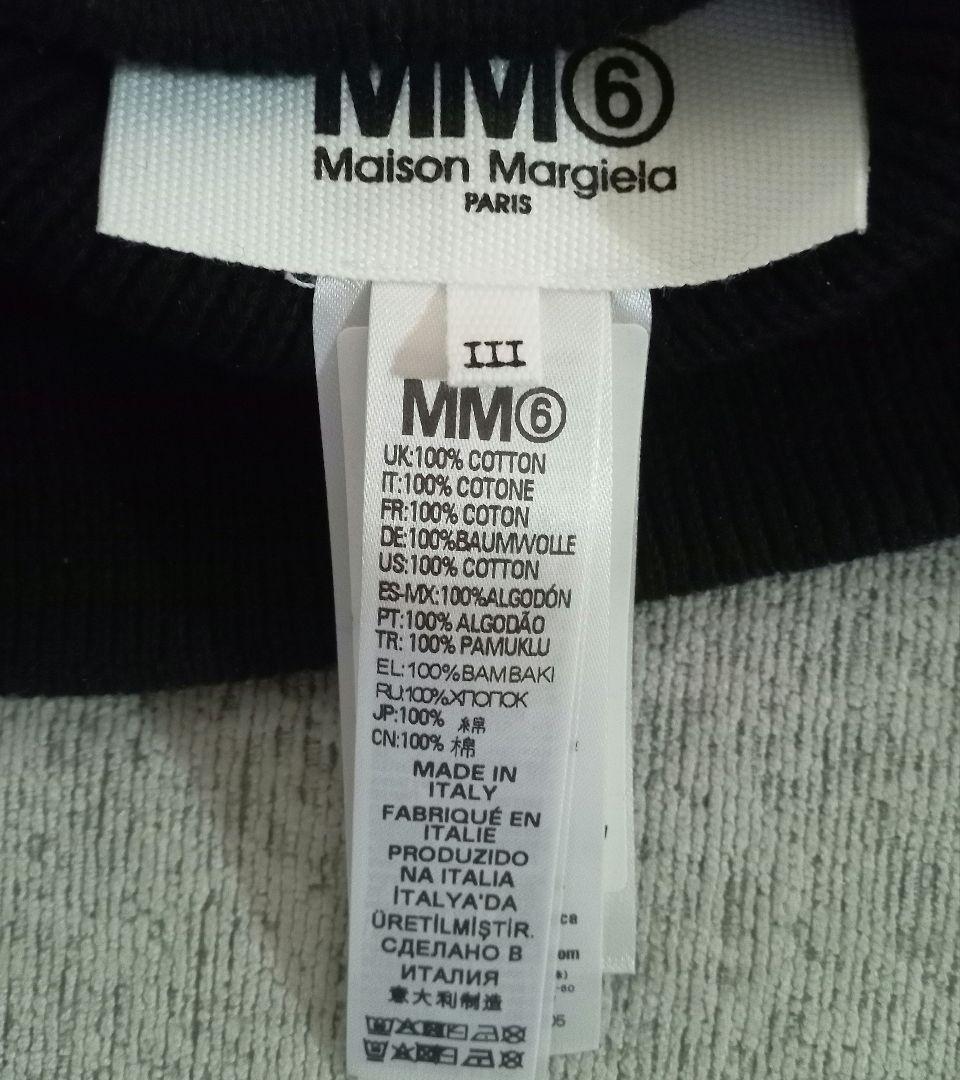 MM6
Maison Margiela
PARIS
III
MM6
UK:100% COTTON
IT:100% COTONE
FR:100% COTON
DE:100%BAUMWOLLE
US:100% COTTON
ES-MX:100%ALGODÓN
PT:100% ALGODÃO
TR: 100% PAMUKLU
EL:100%BAMBAKI
RU:100%ХЛОПОК
JP:100% 綿
CN:100% 棉
MADE IN
ITALY
FABRIQUÉ EN
ITALIE
PRODUZIDO
NA ITALIA
İTALYA'DA
ÜRETİLMİŞTİR.
СДЕЛАНО В
ИТАЛИЯ
意大利制造